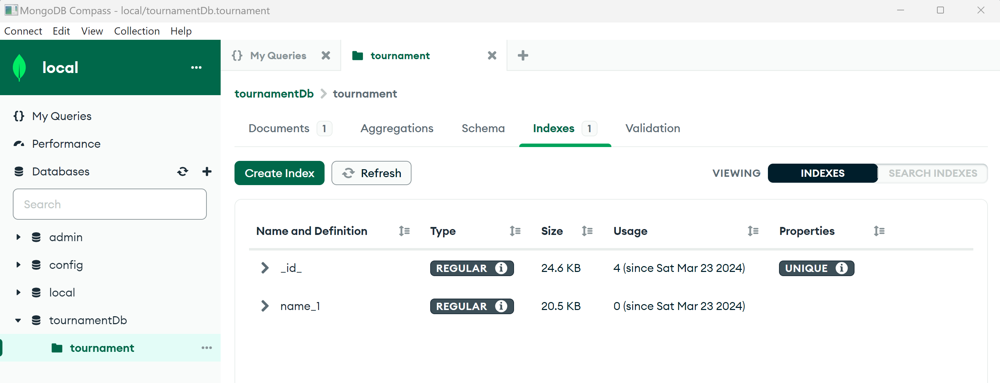 MongoDB Compass - local/tournamentDb.tournament
Connect Edit View Collection Help
local
My Queries
Performance
Databases
Search
admin
config
local
tournamentDb
tournament
My Queries
tournament
tournamentDb > tournament
Documents 1 Aggregations Schema Indexes 1 Validation
Create Index Refresh VIEWING INDEXES SEARCH INDEXES
Name and Definition Type Size Usage Properties
_id_ REGULAR 24.6 KB 4 (since Sat Mar 23 2024) UNIQUE
name_1 REGULAR 20.5 KB 0 (since Sat Mar 23 2024)